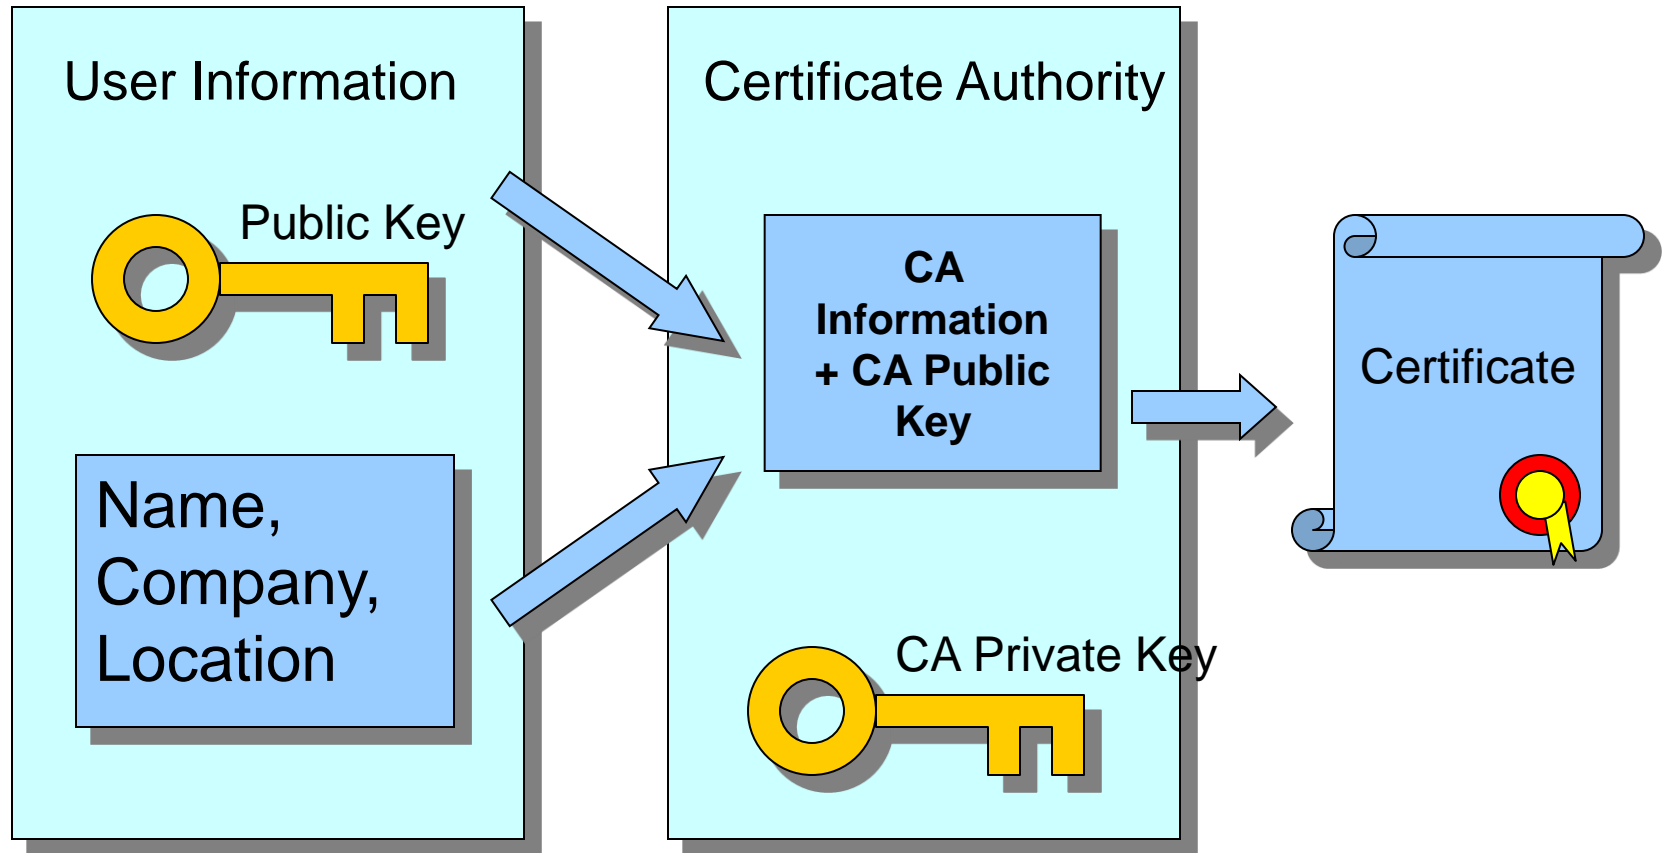 User Information
Public Key
Name,
Company,
Location
Certificate Authority
CA
Information
+ CA Public
Key
CA Private Key
Certificate